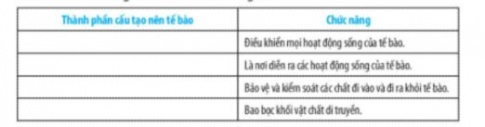 Thành phần cấu tạo nên tế bào
Chức năng
Điều khiển mọi hoạt động sống của tế bào.
Là nơi diễn ra các hoạt động sống của tế bào.
Bảo vệ và kiểm soát các chất đi vào và đi ra khỏi tế bào.
Bao bọc khối vật chất di truyền.